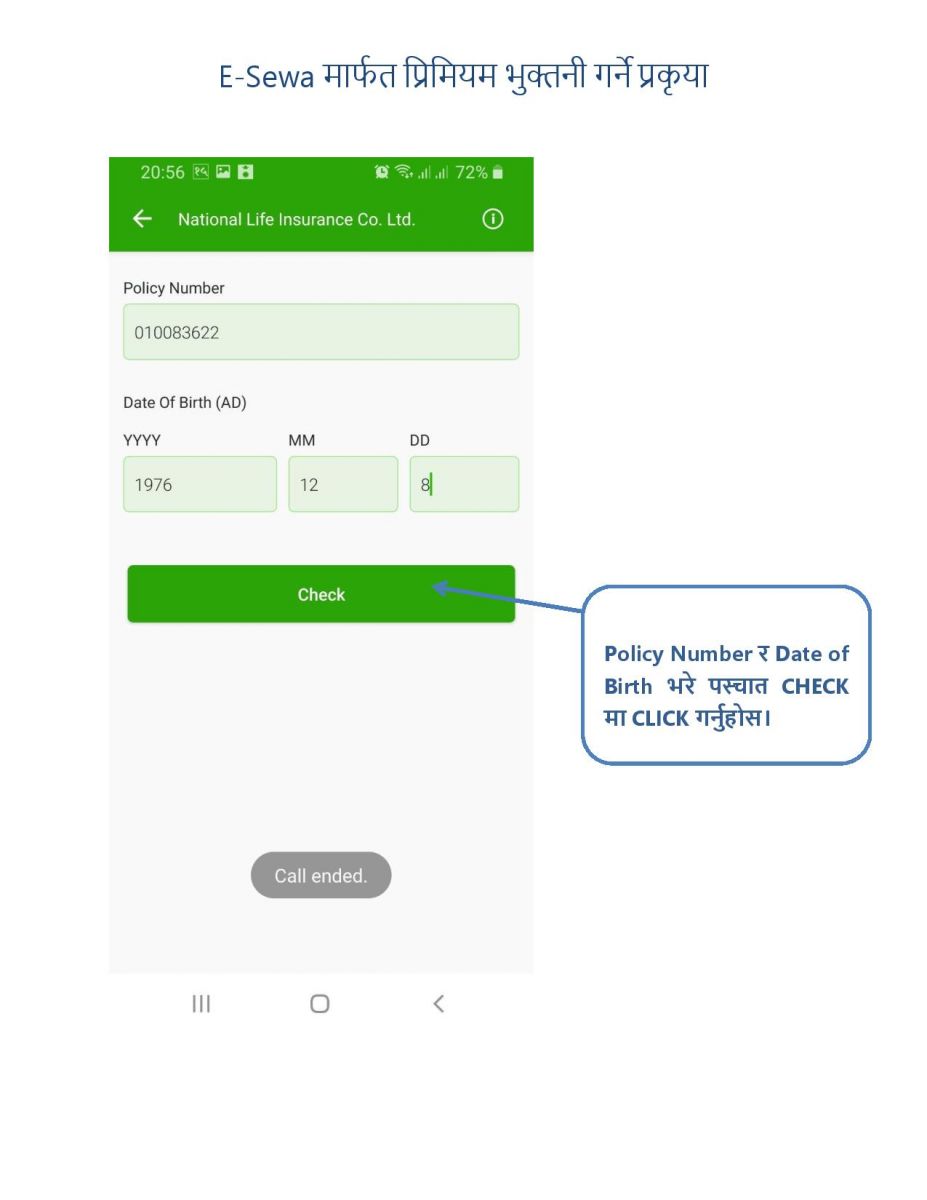 E-Sewa मार्फत प्रिमियम भुक्तनी गर्ने प्रकृया
20:56 72%
National Life Insurance Co. Ltd.
Policy Number
010083622
Date Of Birth (AD)
YYYY MM DD
1976 12 8
Check
Policy Number र Date of
Birth भरे पस्चात CHECK
मा CLICK गर्नुहोस।
Call ended.